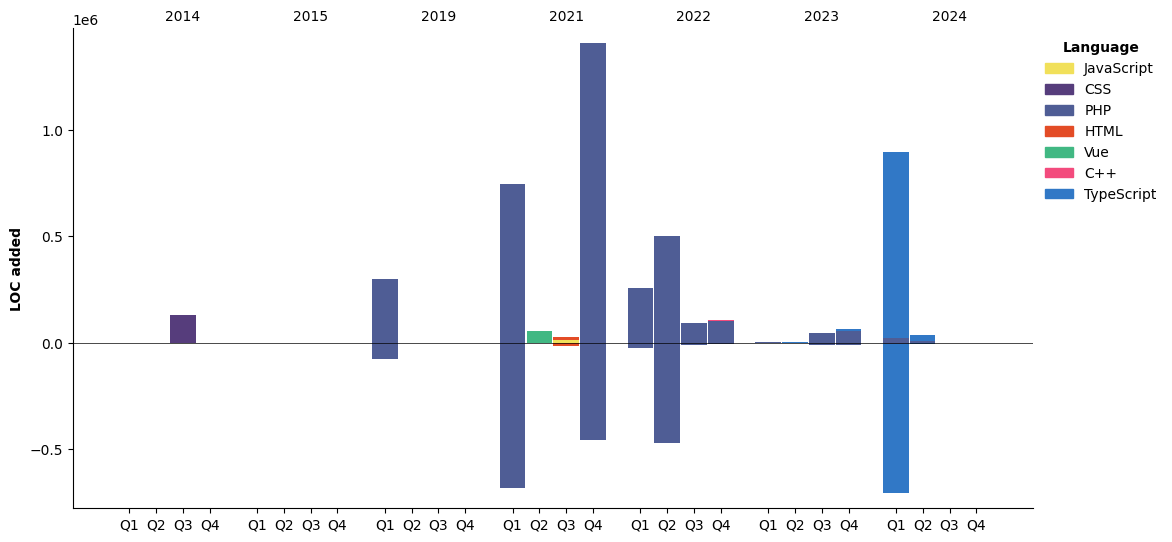 1e6
2014 2015 2019 2021 2022 2023 2024
Language
JavaScript
CSS
PHP
HTML
Vue
C++
TypeScript
LOC added
1.0
0.5
0.0
−0.5
Q1 Q2 Q3 Q4 Q1 Q2 Q3 Q4 Q1 Q2 Q3 Q4 Q1 Q2 Q3 Q4 Q1 Q2 Q3 Q4 Q1 Q2 Q3 Q4 Q1 Q2 Q3 Q4